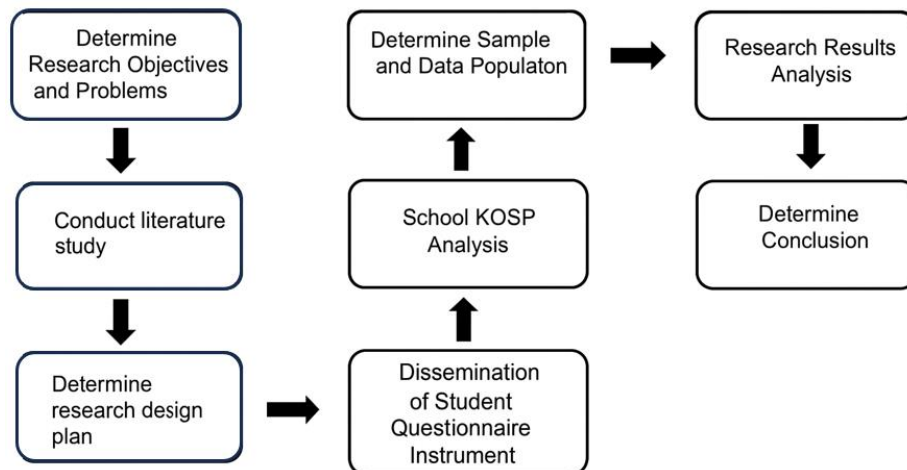 Determine
Research Objectives
and Problems
Conduct literature
study
Determine
research design
plan
Dissemination
of Student
Questionnaire
Instrument
School KOSP
Analysis
Determine Sample
and Data Populaton
Research Results
Analysis
Determine
Conclusion